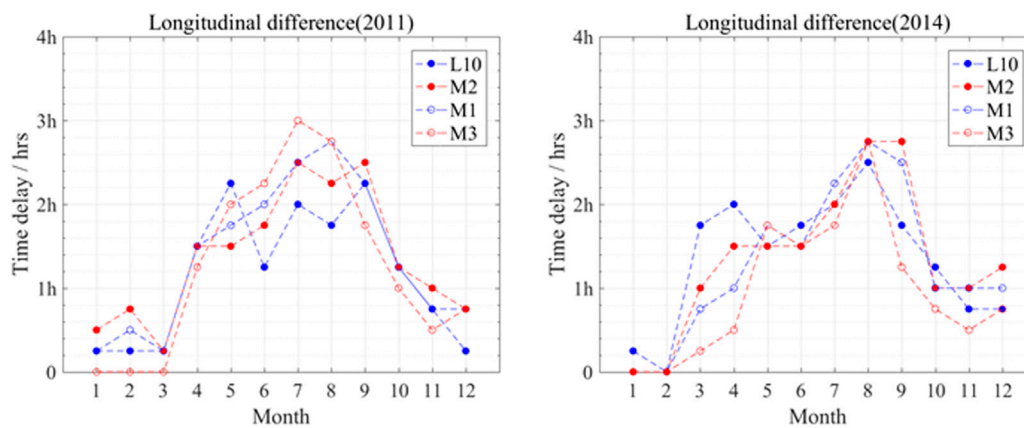 Longitudinal difference(2011)
4h
3h
2h
1h
0
Time delay / hrs
L10
M2
M1
M3
1 2 3 4 5 6 7 8 9 10 11 12
Month
Longitudinal difference(2014)
4h
3h
2h
1h
0
Time delay / hrs
L10
M2
M1
M3
1 2 3 4 5 6 7 8 9 10 11 12
Month